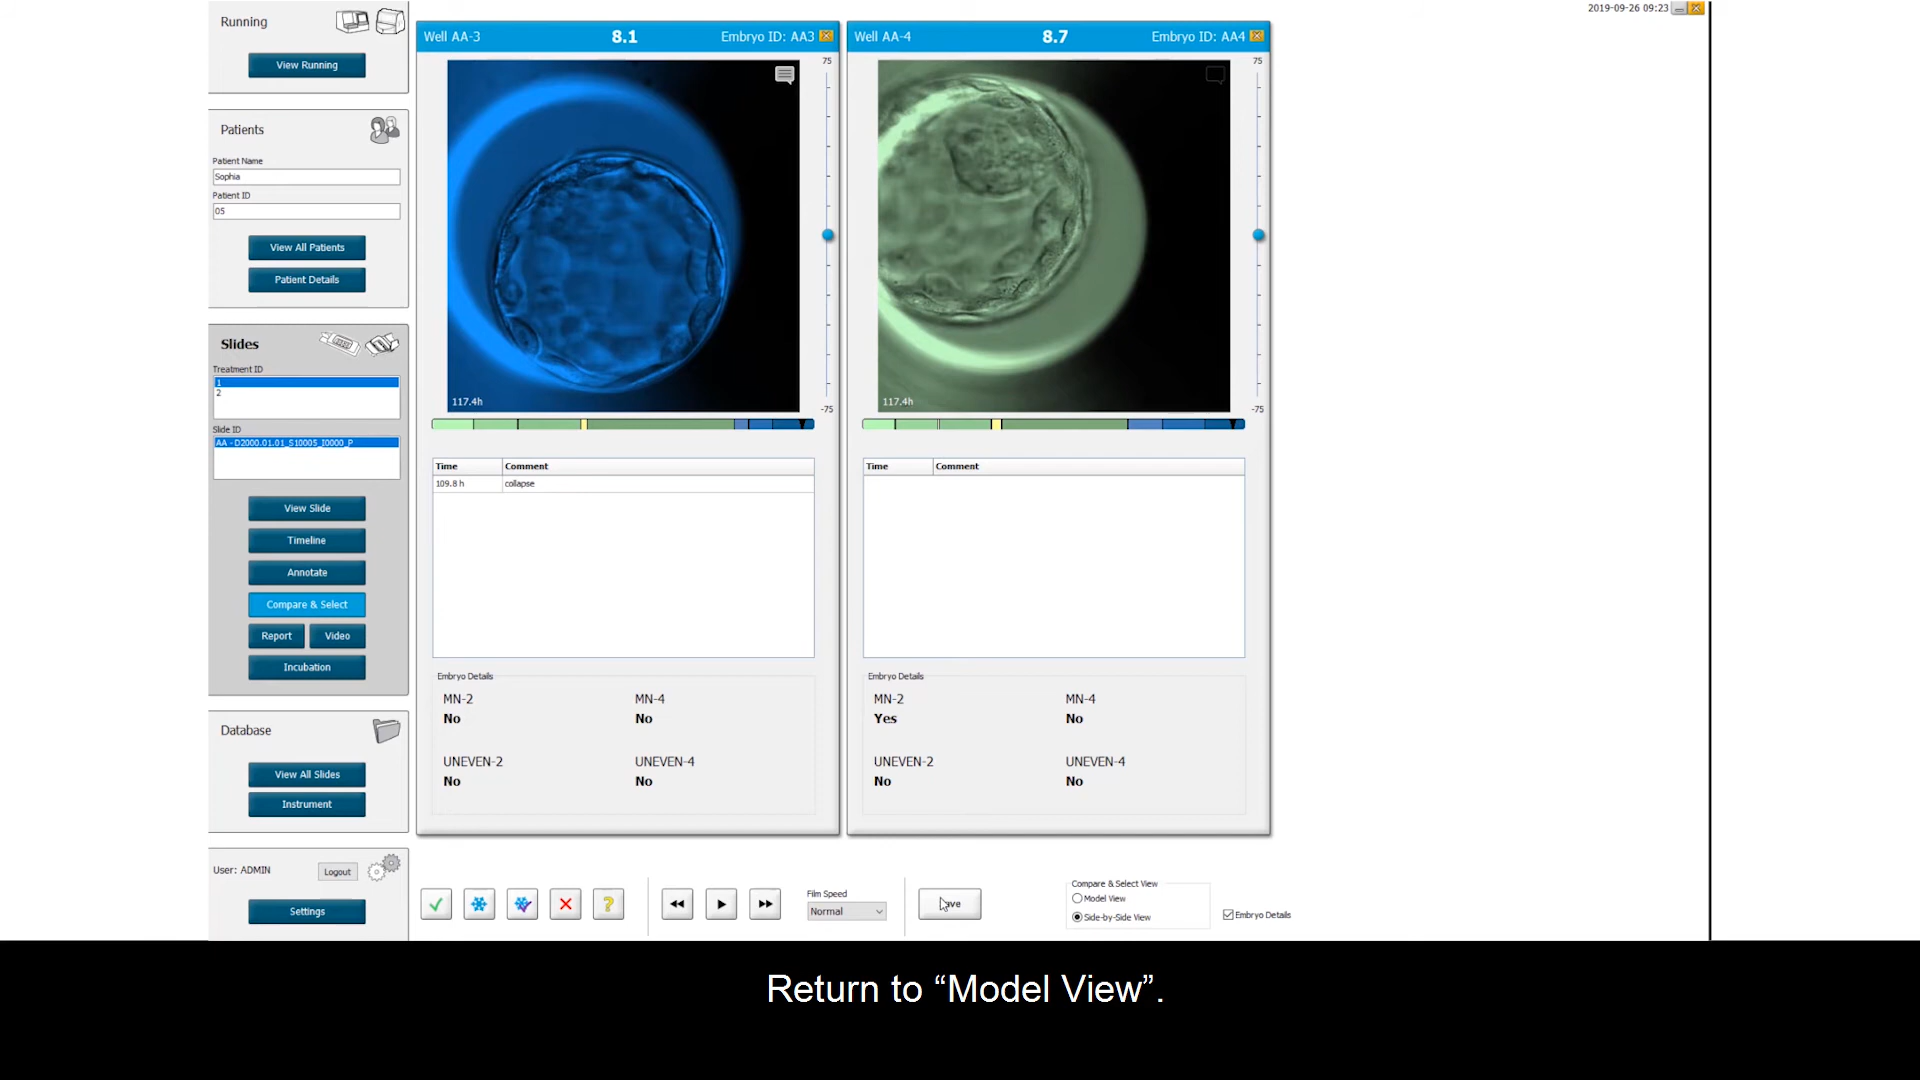 Running
View Running
Patients
Patient Name
Sophia
Patient ID
05
View All Patients
Patient Details
Slides
Treatment ID
1
2
Slide ID
AA - D2000.01.01_S10005_I0000_P
View Slide
Timeline
Annotate
Compare & Select
Report Video
Incubation
Database
View All Slides
Instrument
User: ADMIN Logout
Settings
2019-09-26 09:23
Well AA-3 8.1 Embryo ID: AA3
75
117.4h
-75
Time Comment
109.8 h collapse
Embryo Details
MN-2 MN-4
No No
UNEVEN-2 UNEVEN-4
No No
Well AA-4 8.7 Embryo ID: AA4
75
117.4h
-75
Time Comment
Embryo Details
MN-2 MN-4
Yes No
UNEVEN-2 UNEVEN-4
No No
Film Speed
Normal
Compare & Select View
Model View
Side-by-Side View
Embryo Details
Return to “Model View”.